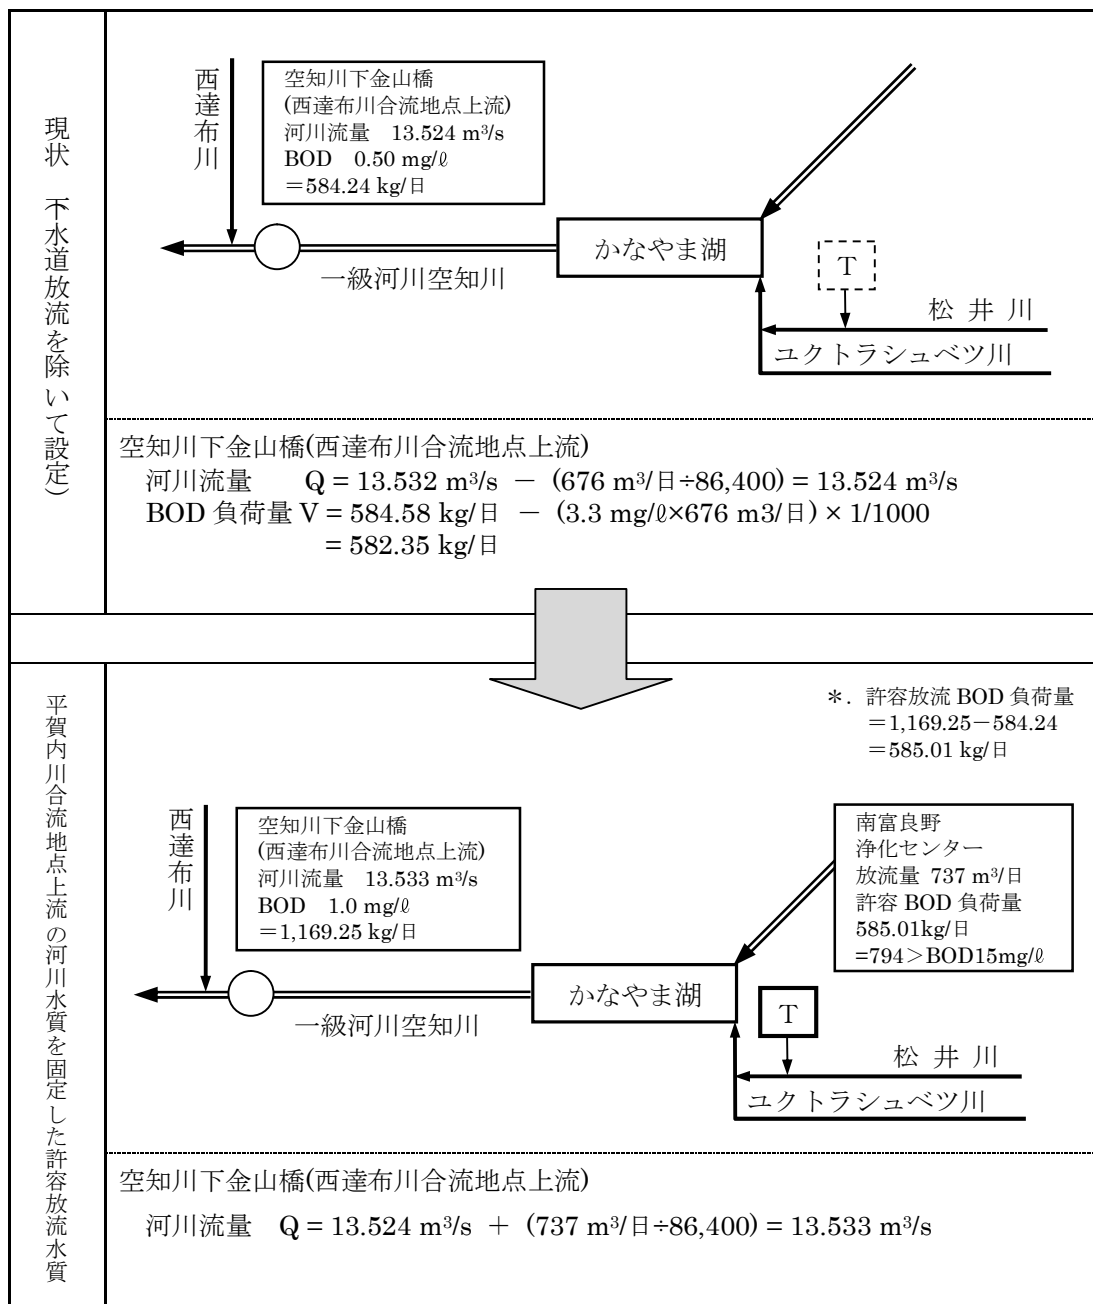 現状（下水道放流を除いて設定）
西達布川
空知川下金山橋
(西達布川合流地点上流)
河川流量　13.524 m³/s
BOD　0.50 mg/ℓ
＝584.24 kg/日
かなやま湖
一級河川空知川
T
松 井 川
ユクトラシュベツ川
空知川下金山橋(西達布川合流地点上流)
河川流量　Q = 13.532 m³/s － (676 m³/日÷86,400) = 13.524 m³/s
BOD 負荷量 V = 584.58 kg/日 － (3.3 mg/ℓ×676 m3/日) × 1/1000
= 582.35 kg/日
平賀内川合流地点上流の河川水質を固定した許容放流水質
＊．許容放流 BOD 負荷量
＝1,169.25－584.24
＝585.01 kg/日
西達布川
空知川下金山橋
(西達布川合流地点上流)
河川流量　13.533 m³/s
BOD　1.0 mg/ℓ
＝1,169.25 kg/日
南富良野
浄化センター
放流量 737 m³/日
許容 BOD 負荷量
585.01kg/日
=794＞BOD15mg/ℓ
かなやま湖
一級河川空知川
T
松 井 川
ユクトラシュベツ川
空知川下金山橋(西達布川合流地点上流)
河川流量　Q = 13.524 m³/s ＋ (737 m³/日÷86,400) = 13.533 m³/s